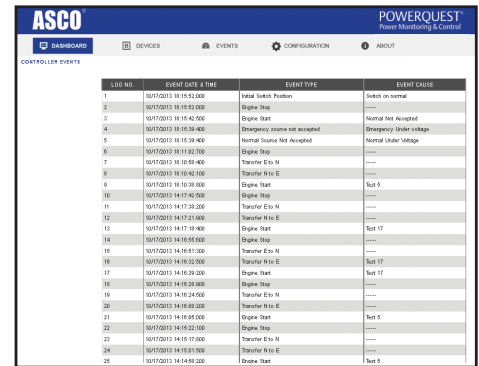 ASCO®
POWERQUEST®
Power Monitoring & Control
DASHBOARD DEVICES EVENTS CONFIGURATION ABOUT
CONTROLLER EVENTS
LOG NO. EVENT DATE & TIME EVENT TYPE EVENT CAUSE
1 10/17/2013 18:15:52:000 Initial Switch Position Switch on normal
2 10/17/2013 18:15:52:000 Engine Stop -----
3 10/17/2013 18:15:42:500 Engine Start Normal Not Accepted
4 10/17/2013 18:15:39:400 Emergency source not accepted Emergency Under voltage
5 10/17/2013 18:15:39:400 Normal Source Not Accepted Normal Under Voltage
6 10/17/2013 18:11:02:700 Engine Stop -----
7 10/17/2013 18:10:58:400 Transfer E to N -----
8 10/17/2013 18:10:42:100 Transfer N to E -----
9 10/17/2013 18:10:38:800 Engine Start Test 5
10 10/17/2013 14:17:42:500 Engine Stop -----
11 10/17/2013 14:17:38:200 Transfer E to N -----
12 10/17/2013 14:17:21:900 Transfer N to E -----
13 10/17/2013 14:17:18:400 Engine Start Test 17
14 10/17/2013 14:16:55:600 Engine Stop -----
15 10/17/2013 14:16:51:300 Transfer E to N -----
16 10/17/2013 14:16:32:500 Transfer N to E Test 17
17 10/17/2013 14:16:29:200 Engine Start Test 17
18 10/17/2013 14:16:28:900 Engine Stop -----
19 10/17/2013 14:16:24:500 Transfer E to N -----
20 10/17/2013 14:16:08:200 Transfer N to E -----
21 10/17/2013 14:16:05:000 Engine Start Test 5
22 10/17/2013 14:15:22:100 Engine Stop -----
23 10/17/2013 14:15:17:800 Transfer E to N -----
24 10/17/2013 14:15:01:500 Transfer N to E -----
25 10/17/2013 14:14:58:200 Engine Start Test 5